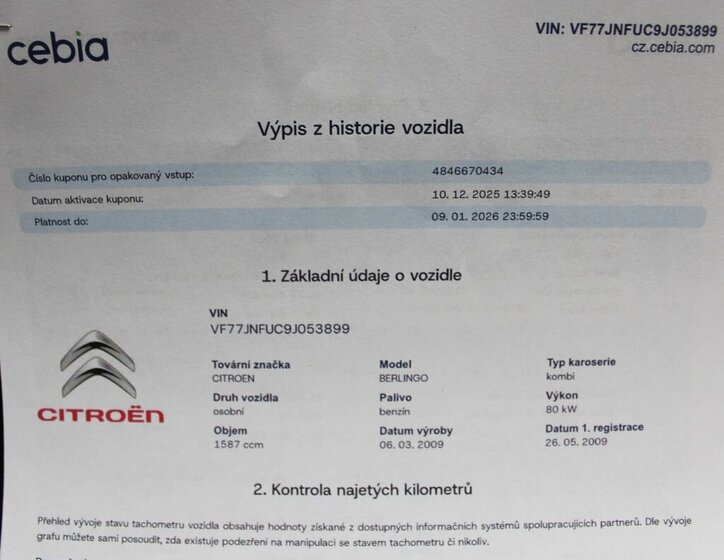 cebia
VIN: VF77JNFUC9J053899
cz.cebia.com
Výpis z historie vozidla
Číslo kuponu pro opakovaný vstup: 4846670434
Datum aktivace kuponu: 10. 12. 2025 13:39:49
Platnost do: 09. 01. 2026 23:59:59
1. Základní údaje o vozidle
VIN
VF77JNFUC9J053899
Tovární značka Model Typ karoserie
CITROEN BERLINGO kombi
Druh vozidla Palivo Výkon
osobní benzín 80 kW
Objem Datum výroby Datum 1. registrace
1587 ccm 06. 03. 2009 26. 05. 2009
CITROËN
2. Kontrola najetých kilometrů
Přehled vývoje stavu tachometru vozidla obsahuje hodnoty získané z dostupných informačních systémů spolupracujících partnerů. Dle vývoje
grafu můžete sami posoudit, zda existuje podezření na manipulaci se stavem tachometru či nikoliv.